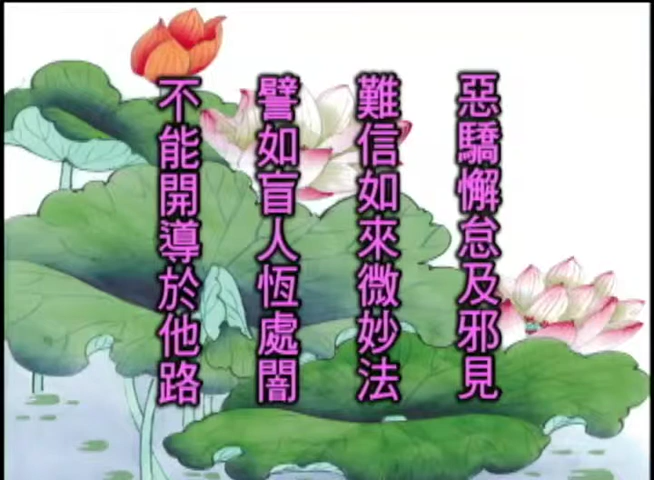 惡驕懈怠及邪見
難信如來微妙法
譬如盲人恆處闇
不能開導於他路